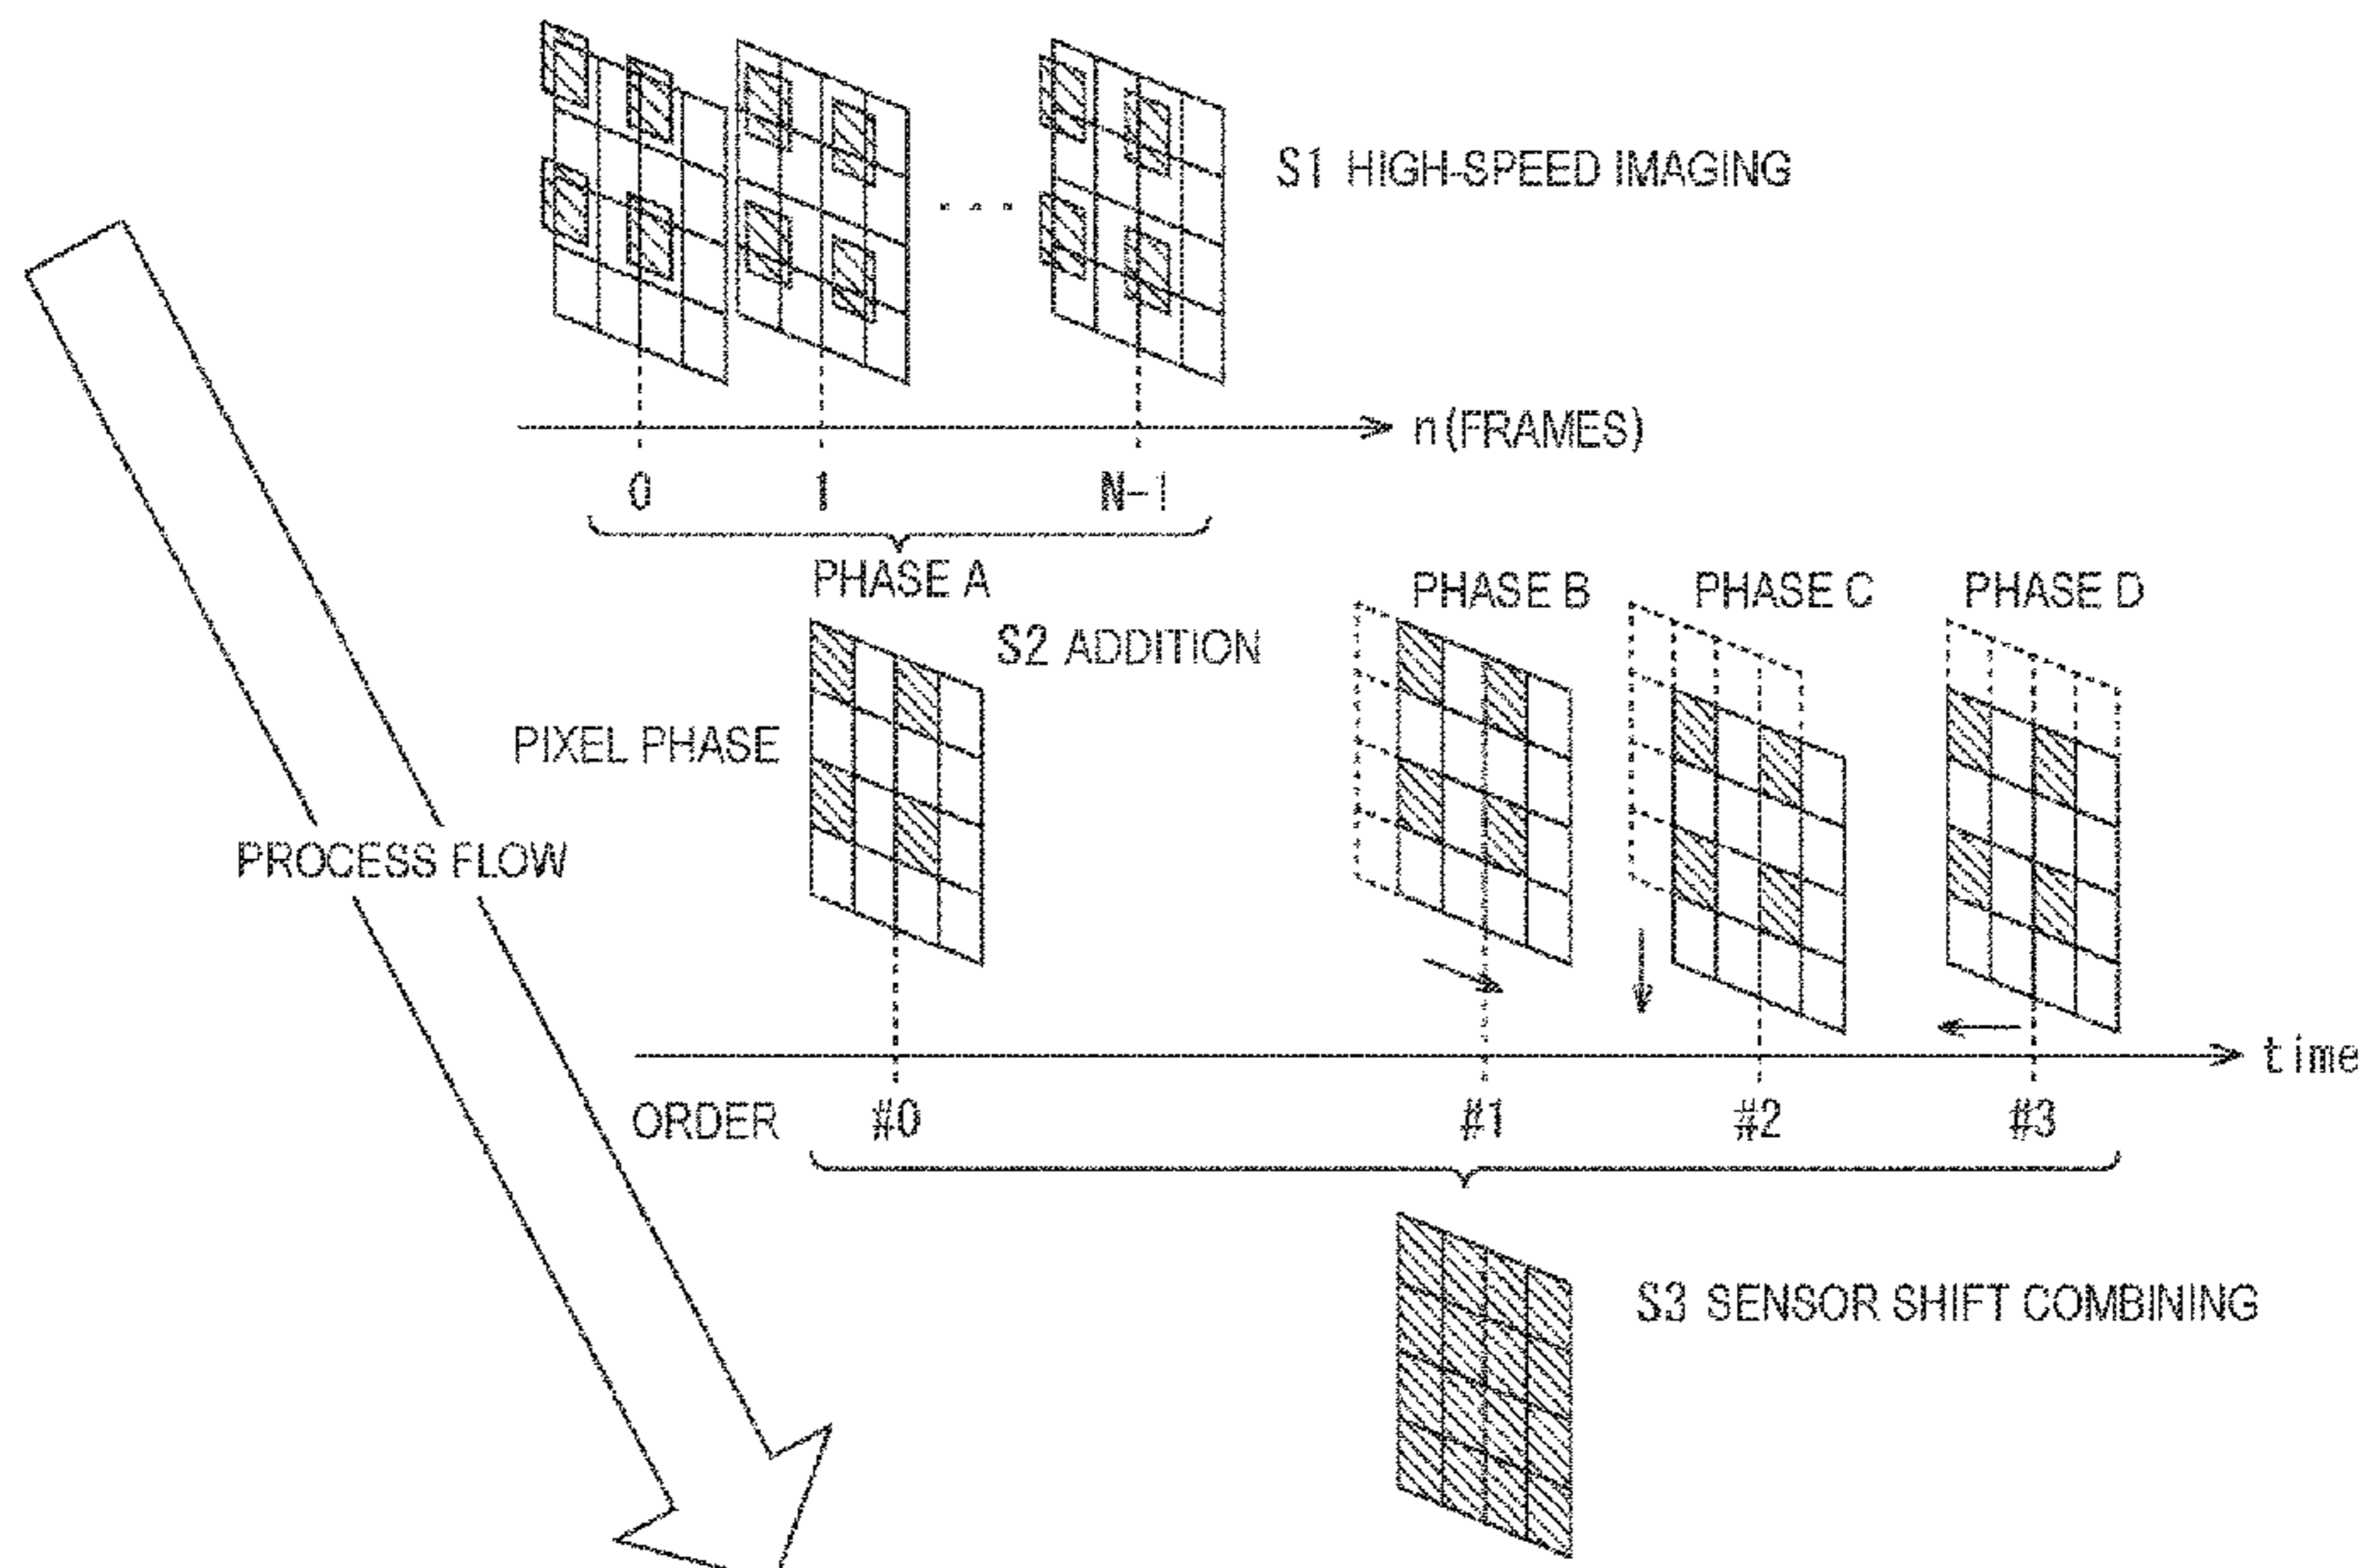 S1 HIGH-SPEED IMAGING
n(FRAMES)
0 1 N-1
PHASE A PHASE B PHASE C PHASE D
S2 ADDITION
PIXEL PHASE
PROCESS FLOW
time
ORDER #0 #1 #2 #3
S3 SENSOR SHIFT COMBINING